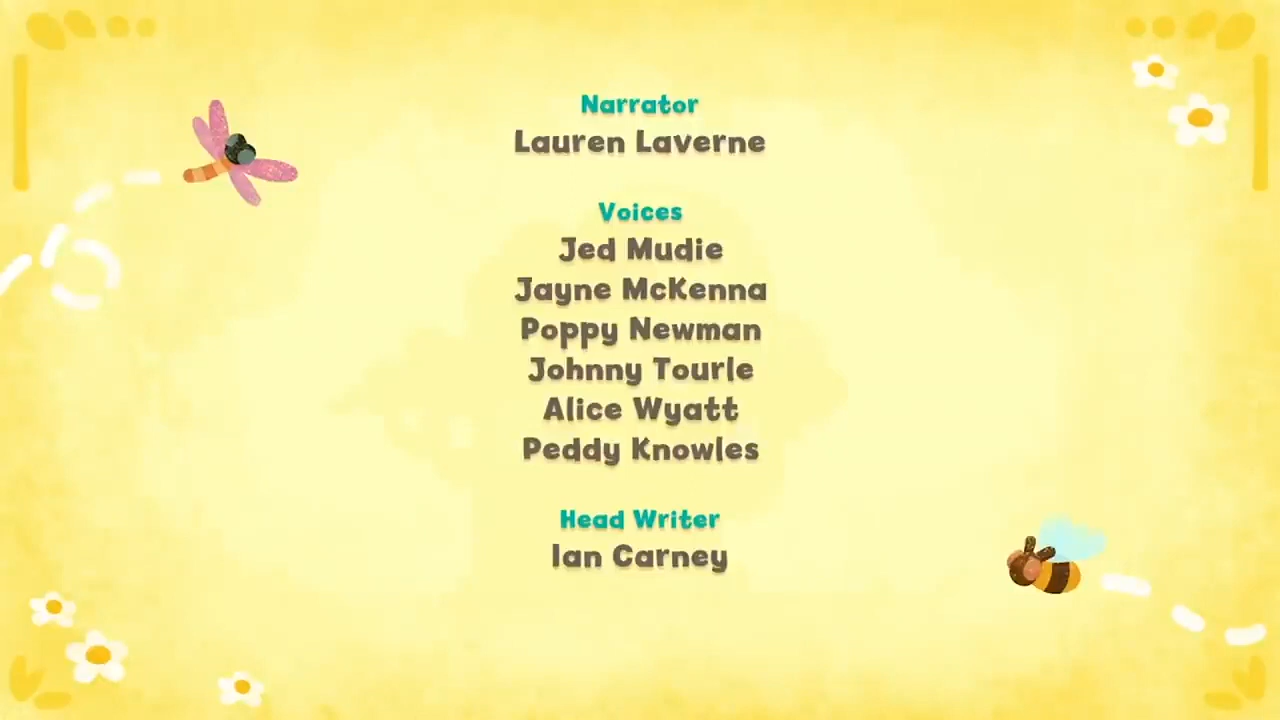 Narrator
Lauren Laverne
Voices
Jed Mudie
Jayne McKenna
Poppy Newman
Johnny Tourle
Alice Wyatt
Peddy Knowles
Head Writer
Ian Carney